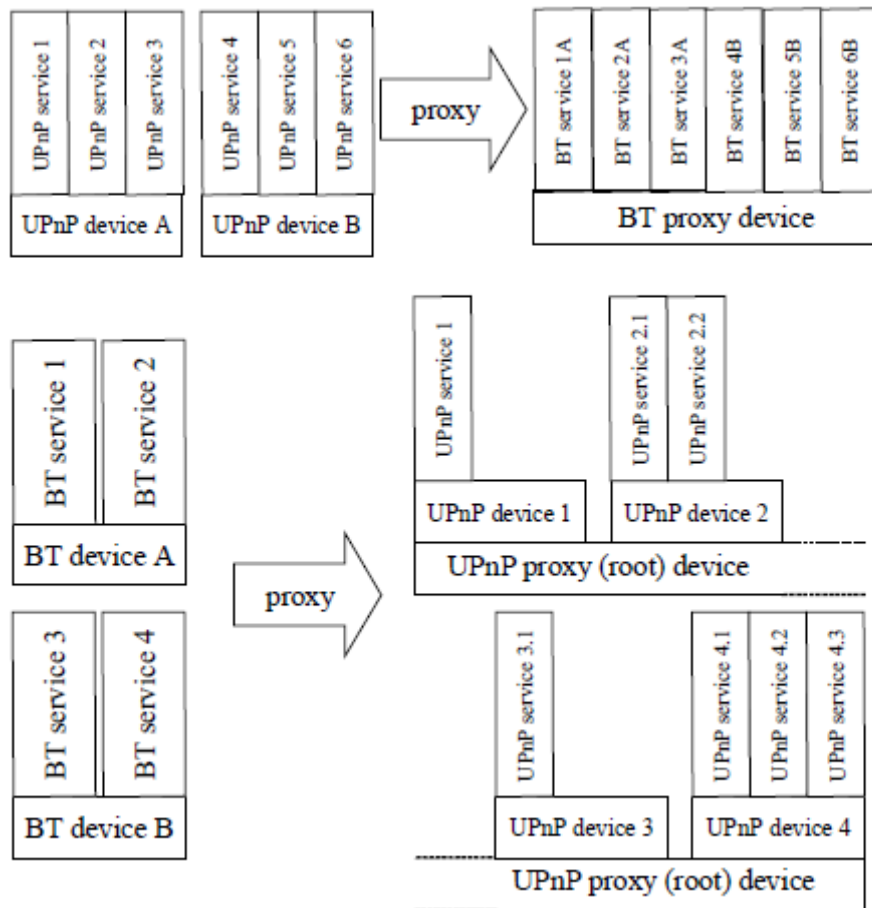 UPnP service 1
UPnP service 2
UPnP service 3
UPnP device A
UPnP service 4
UPnP service 5
UPnP service 6
UPnP device B
proxy
BT service 1A
BT service 2A
BT service 3A
BT service 4B
BT service 5B
BT service 6B
BT proxy device
BT service 1
BT service 2
BT device A
BT service 3
BT service 4
BT device B
proxy
UPnP service 1
UPnP device 1
UPnP service 2.1
UPnP service 2.2
UPnP device 2
UPnP proxy (root) device
UPnP service 3.1
UPnP device 3
UPnP service 4.1
UPnP service 4.2
UPnP service 4.3
UPnP device 4
UPnP proxy (root) device